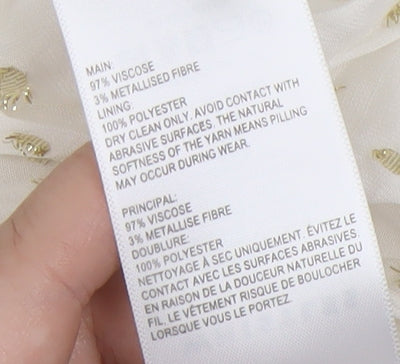 MAIN:
97% VISCOSE
3% METALLISED FIBRE
LINING
100% POLYESTER
DRY CLEAN ONLY. AVOID CONTACT WITH
ABRASIVE SURFACES. THE NATURAL
SOFTNESS OF THE YARN MEANS PILLING
MAY OCCUR DURING WEAR.
PRINCIPAL:
97% VISCOSE
3% METALLISE FIBRE
DOUBLURE:
100% POLYESTER
NETTOYAGE À SEC UNIQUEMENT. ÉVITEZ LE
CONTACT AVEC LES SURFACES ABRASIVES.
EN RAISON DE LA DOUCEUR NATURELLE DU
FIL, LE VÊTEMENT RISQUE DE BOULOCHER
LORSQUE VOUS LE PORTEZ.